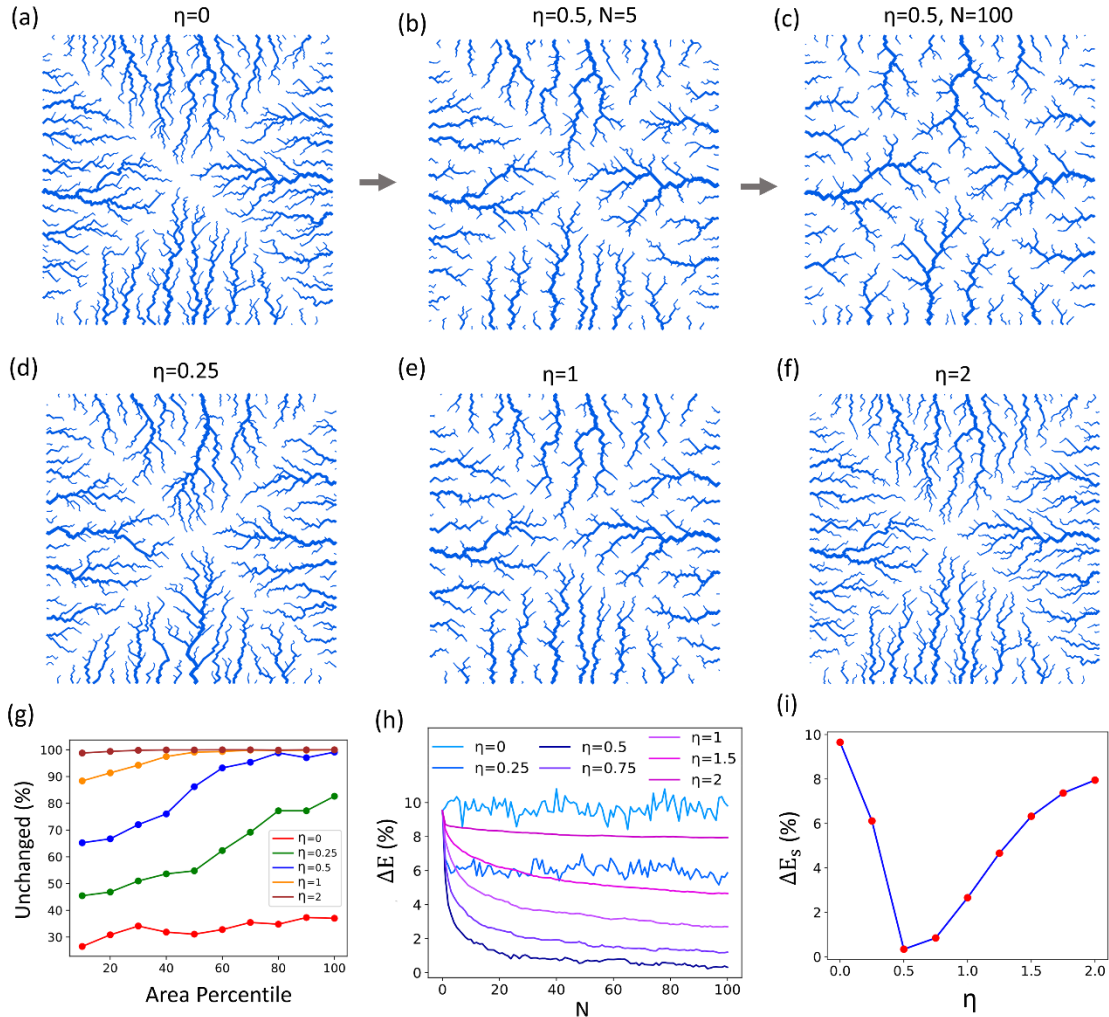 (a) η=0
(b) η=0.5, N=5
(c) η=0.5, N=100
(d) η=0.25
(e) η=1
(f) η=2
(g)
Unchanged (%)
100
90
80
70
60
50
40
30
η=0
η=0.25
η=0.5
η=1
η=2
20 40 60 80 100
Area Percentile
(h)
ΔE (%)
10
8
6
4
2
0
η=0
η=0.25
η=0.5
η=0.75
η=1
η=1.5
η=2
0 20 40 60 80 100
N
(i)
ΔEₛ (%)
10
8
6
4
2
0
0.0 0.5 1.0 1.5 2.0
η